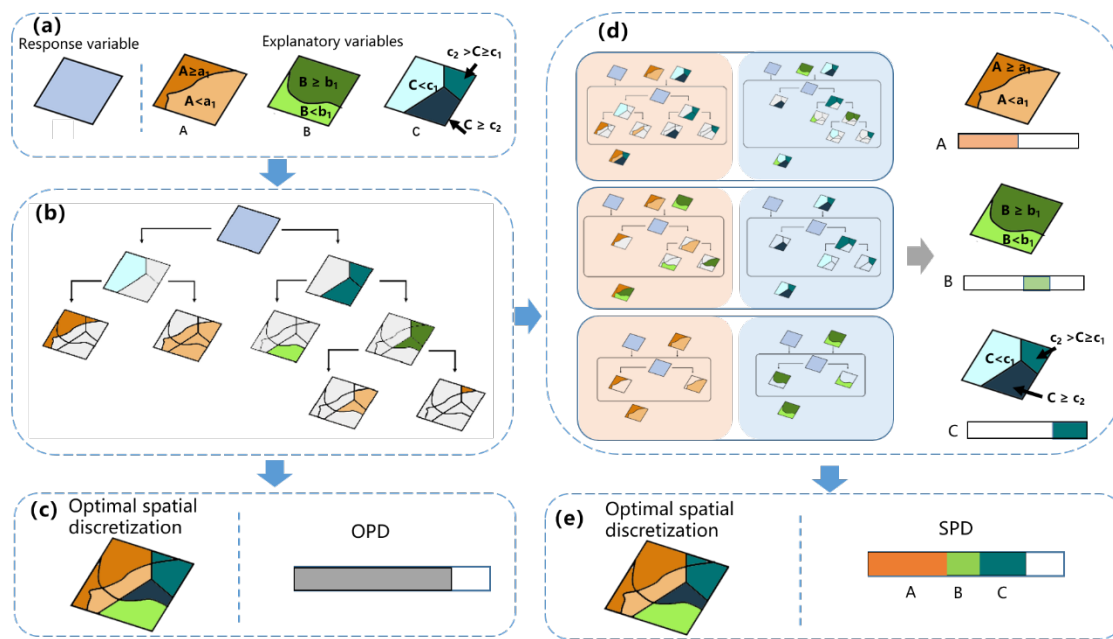 (a)
Response variable
Explanatory variables
A≥a₁
A<a₁
A
B ≥ b₁
B<b₁
B
c₂ >C≥c₁
C<c₁
C ≥ c₂
C
(b)
(c)
Optimal spatial
discretization
OPD
(d)
A ≥ a₁
A<a₁
A
B ≥ b₁
B<b₁
B
c₂ >C≥c₁
C<c₁
C ≥ c₂
C
(e)
Optimal spatial
discretization
SPD
A B C